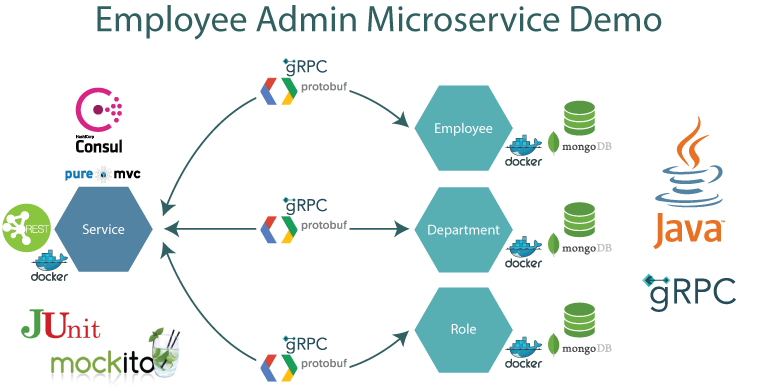 Employee Admin Microservice Demo
gRPC
protobuf
HashiCorp
Consul
Employee
docker
mongoDB
pure mvc
Java™
REST
Service
docker
gRPC
protobuf
Department
docker
mongoDB
gRPC
JUnit
mockito
gRPC
protobuf
Role
docker
mongoDB